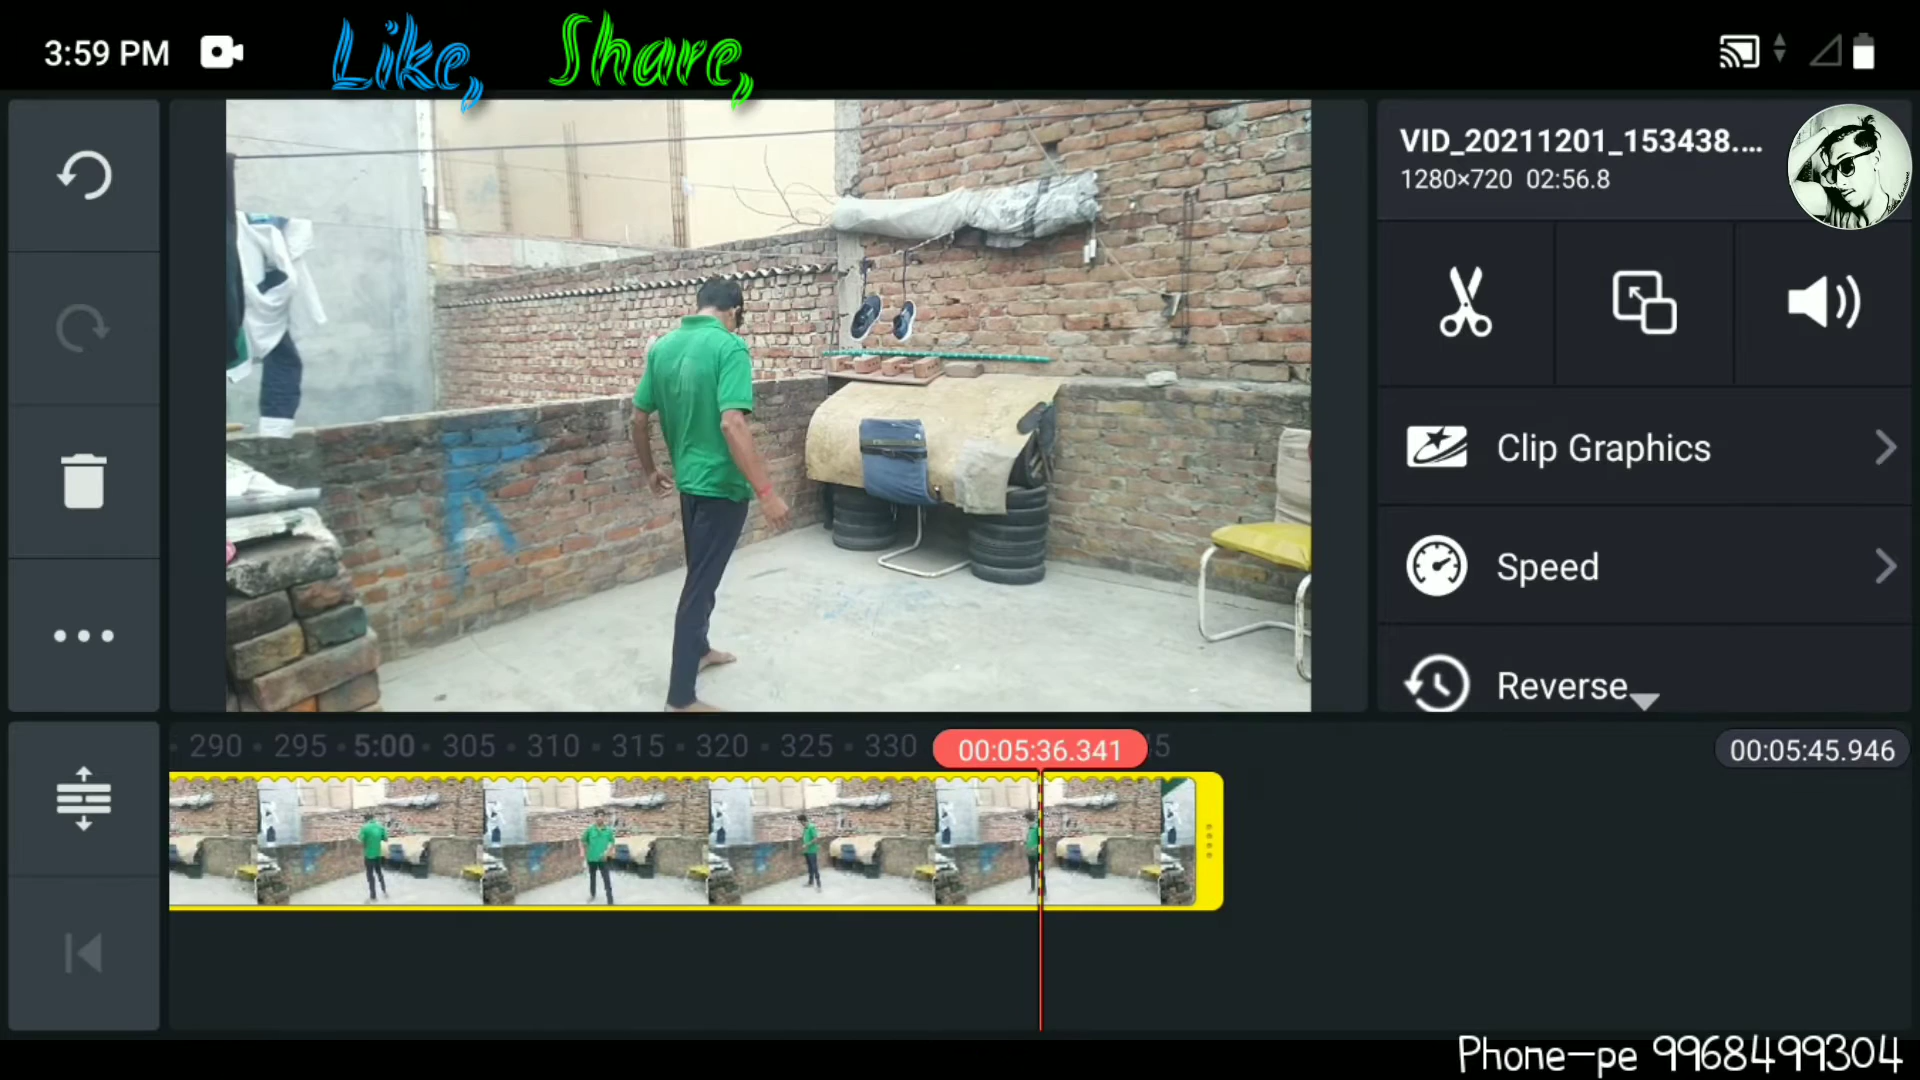 3:59 PM
Like, Share,
VID_20211201_153438....
1280×720 02:56.8
Clip Graphics
Speed
Reverse
290 295 5:00 305 310 315 320 325 330 00:05:36.341 5
00:05:45.946
R
Phone-pe 9968499304